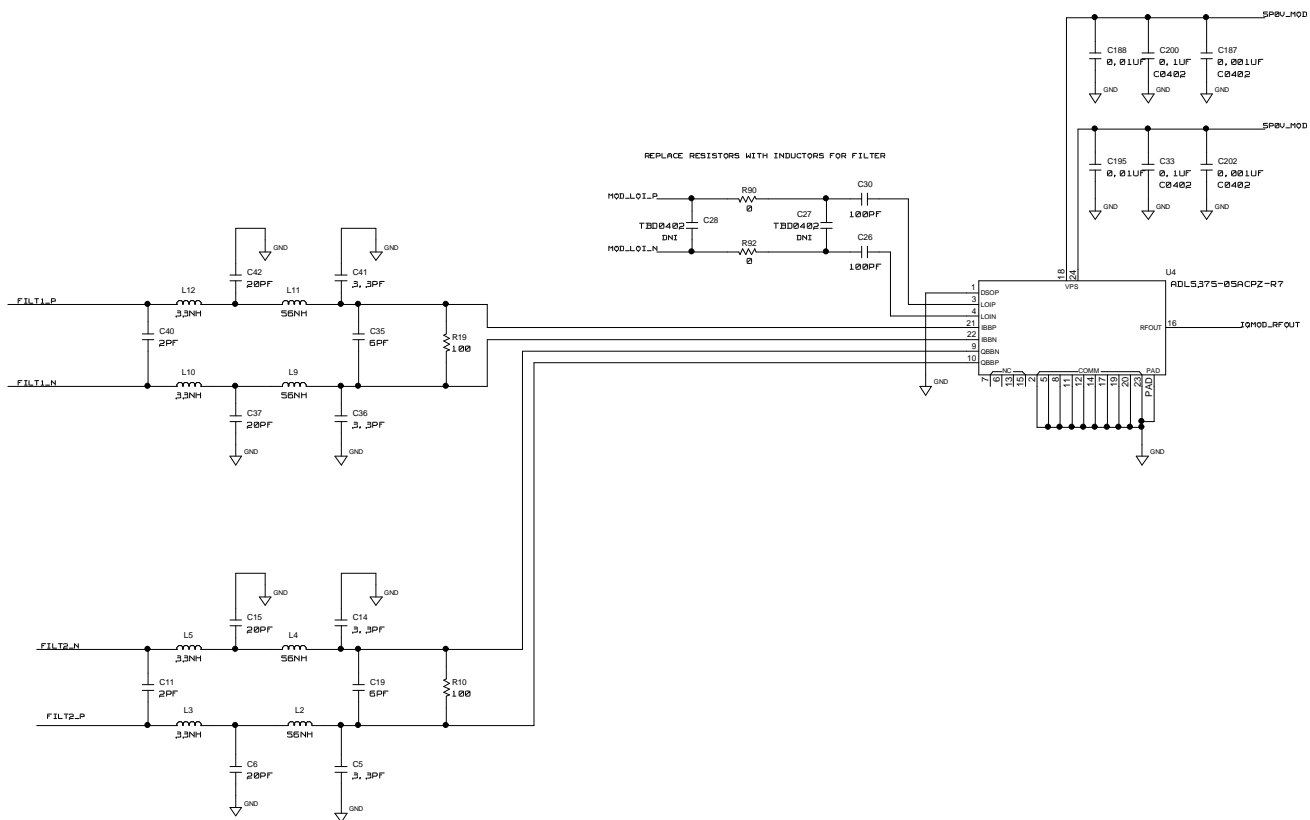 5P0V_MOD
C188
0.01UF
GND
C200
0.1UF
C0402
GND
C187
0.001UF
C0402
GND
5P0V_MOD
C195
0.01UF
GND
C33
0.1UF
C0402
GND
C202
0.001UF
C0402
GND
REPLACE RESISTORS WITH INDUCTORS FOR FILTER
MOD_LOI_P
R90
0
C30
100PF
C28
TBD0402
DNI
C27
TBD0402
DNI
MOD_LOI_N
R92
0
C26
100PF
GND
C42
20PF
GND
C41
3.3PF
FILT1_P
L12
33NH
L11
56NH
C40
2PF
C35
6PF
R19
100
FILT1_N
L10
33NH
L9
56NH
C37
20PF
GND
C36
3.3PF
GND
U4
ADL5375-05ACPZ-R7
18
24
VPS
1
DSOP
3
LOIP
4
LOIN
21
IBBP
22
IBBN
9
QBBN
10
QBBP
RFOUT
16
IQMOD_RFOUT
NC
COMM
PAD
7
6
13
15
2
5
8
11
12
14
17
19
20
23
PAD
GND
GND
GND
C15
20PF
GND
C14
3.3PF
FILT2_N
L5
33NH
L4
56NH
C11
2PF
C19
6PF
R10
100
FILT2_P
L3
33NH
L2
56NH
C6
20PF
GND
C5
3.3PF
GND